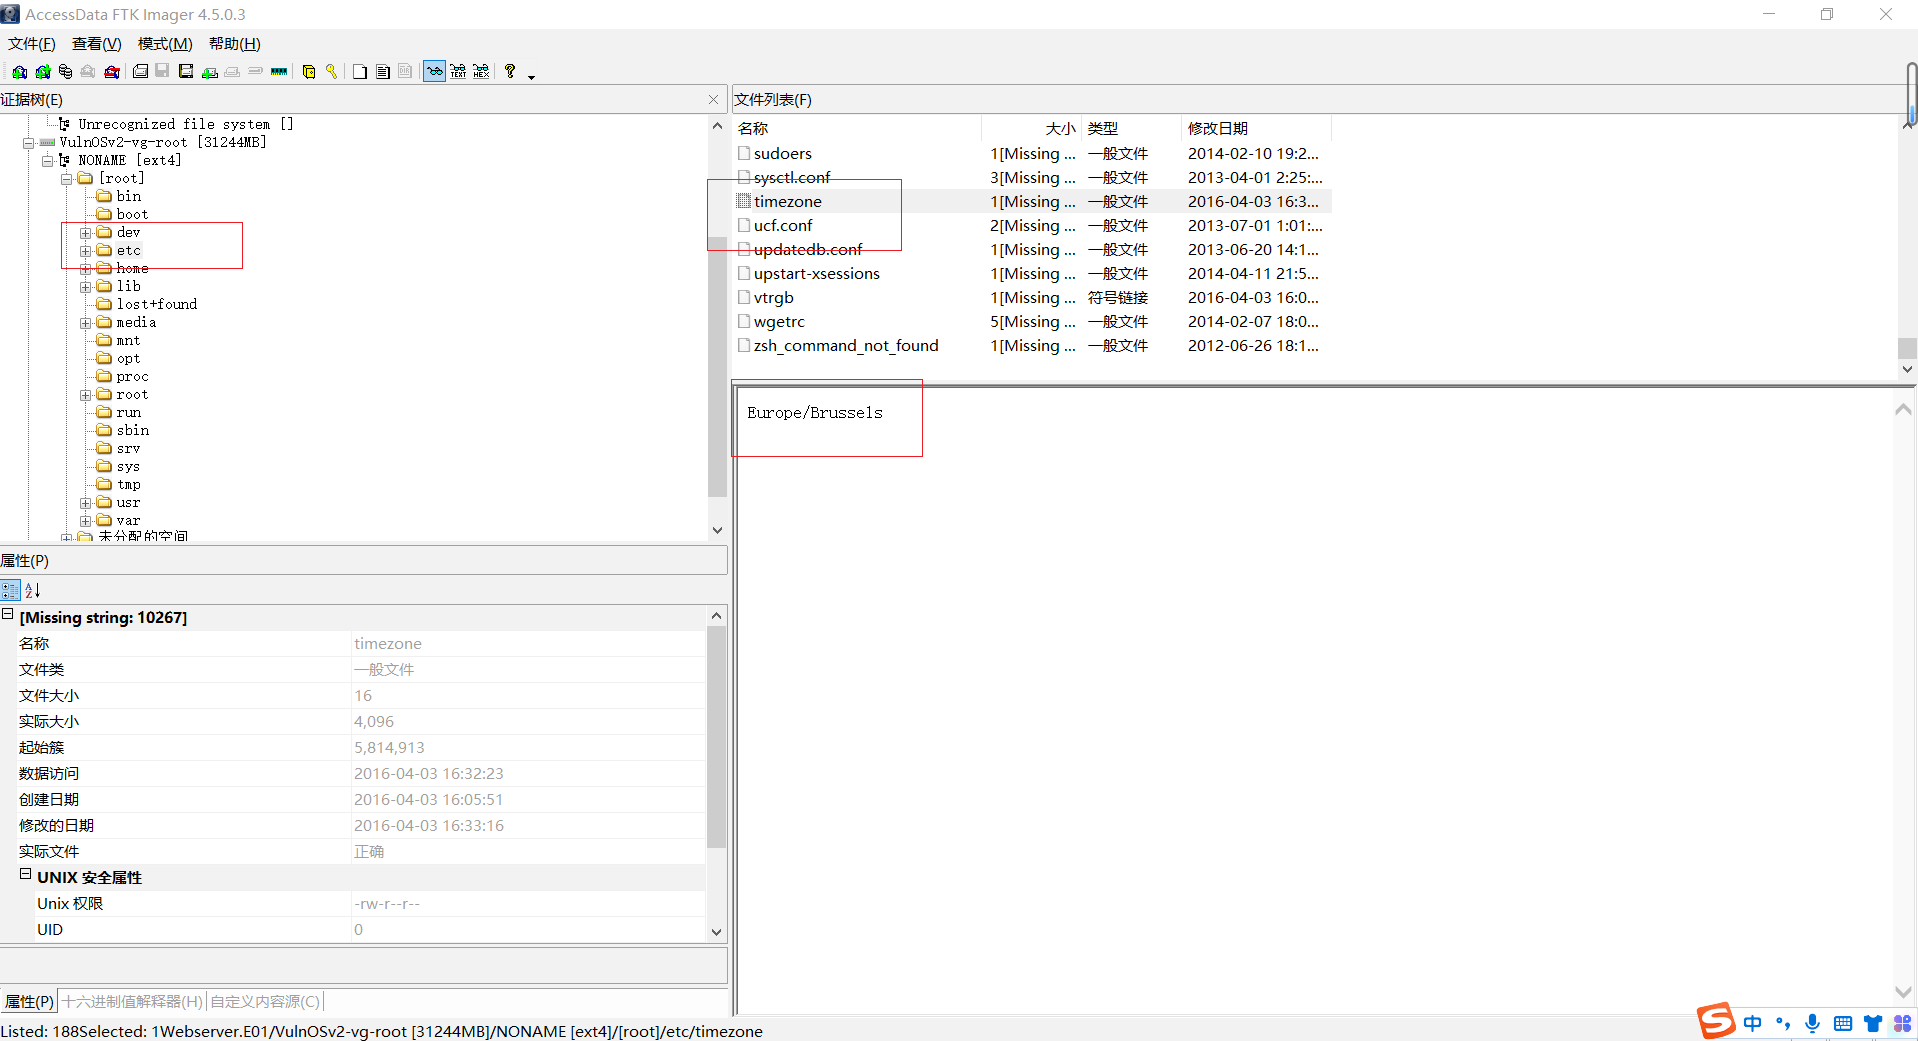 AccessData FTK Imager 4.5.0.3
文件(F) 查看(V) 模式(M) 帮助(H)
证据树(E)
Unrecognized file system []
VulnOSv2-vg-root [31244MB]
NONAME [ext4]
[root]
bin
boot
dev
etc
home
lib
lost+found
media
mnt
opt
proc
root
run
sbin
srv
sys
tmp
usr
var
未分配的空间
文件列表(F)
名称 大小 类型 修改日期
sudoers 1[Missing ... 一般文件 2014-02-10 19:2...
sysctl.conf 3[Missing ... 一般文件 2013-04-01 2:25:...
timezone 1[Missing ... 一般文件 2016-04-03 16:3...
ucf.conf 2[Missing ... 一般文件 2013-07-01 1:01:...
updatedb.conf 1[Missing ... 一般文件 2013-06-20 14:1...
upstart-xsessions 1[Missing ... 一般文件 2014-04-11 21:5...
vtrgb 1[Missing ... 符号链接 2016-04-03 16:0...
wgetrc 5[Missing ... 一般文件 2014-02-07 18:0...
zsh_command_not_found 1[Missing ... 一般文件 2012-06-26 18:1...
Europe/Brussels
属性(P)
[Missing string: 10267]
名称 timezone
文件类 一般文件
文件大小 16
实际大小 4,096
起始簇 5,814,913
数据访问 2016-04-03 16:32:23
创建日期 2016-04-03 16:05:51
修改的日期 2016-04-03 16:33:16
实际文件 正确
UNIX 安全属性
Unix 权限 -rw-r--r--
UID 0
属性(P) 十六进制值解释器(H) 自定义内容源(C)
Listed: 188Selected: 1Webserver.E01/VulnOSv2-vg-root [31244MB]/NONAME [ext4]/[root]/etc/timezone
中